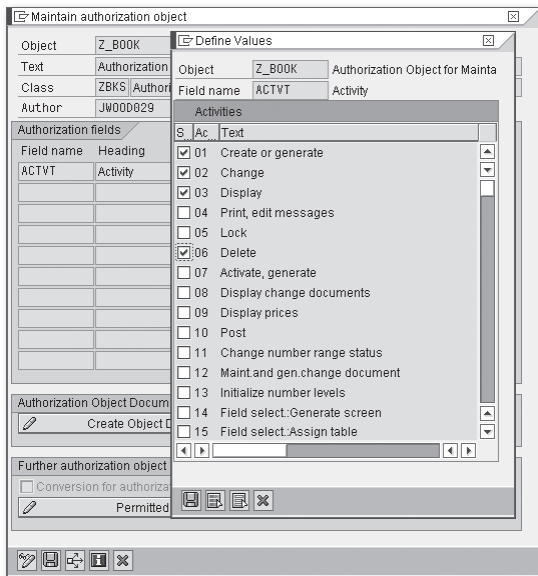 Maintain authorization object
Object Z_BOOK
Text Authorization
Class ZBKS Authori
Author JWOOD029
Authorization fields
Field name Heading
ACTVT Activity
Authorization Object Docum
Create Object D
Further authorization object
Conversion for authoriza
Permitted
Define Values
Object Z_BOOK Authorization Object for Mainta
Field name ACTVT Activity
Activities
S.. Ac.. Text
01 Create or generate
02 Change
03 Display
04 Print, edit messages
05 Lock
06 Delete
07 Activate, generate
08 Display change documents
09 Display prices
10 Post
11 Change number range status
12 Maint.and gen.change document
13 Initialize number levels
14 Field select.:Generate screen
15 Field select.:Assign table